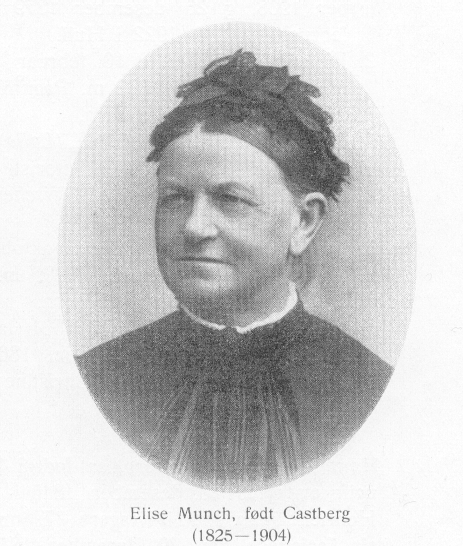 Elise Munch, født Castberg
(1825—1904)